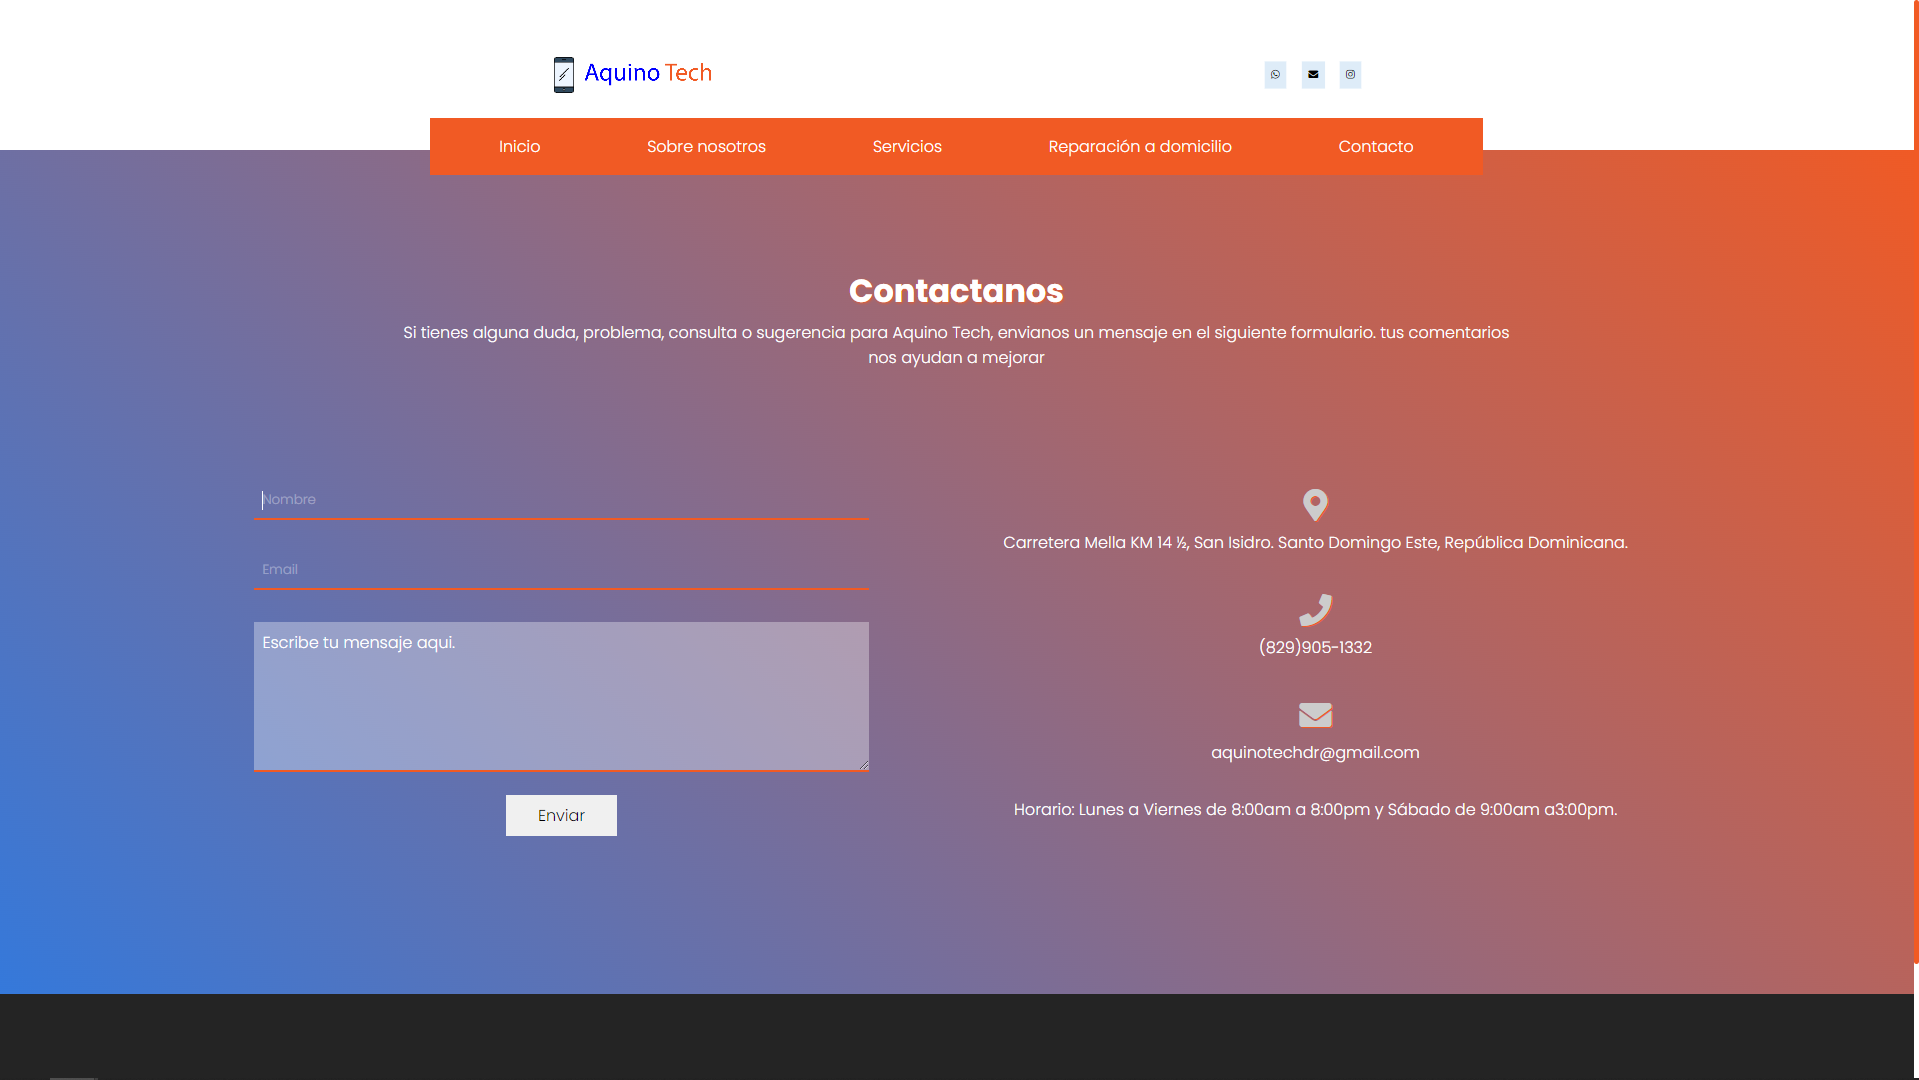 Aquino Tech
Inicio
Sobre nosotros
Servicios
Reparación a domicilio
Contacto
Contactanos
Si tienes alguna duda, problema, consulta o sugerencia para Aquino Tech, envianos un mensaje en el siguiente formulario. tus comentarios
nos ayudan a mejorar
Nombre
Email
Escribe tu mensaje aqui.
Enviar
Carretera Mella KM 14 ½, San Isidro. Santo Domingo Este, República Dominicana.
(829)905-1332
aquinotechdr@gmail.com
Horario: Lunes a Viernes de 8:00am a 8:00pm y Sábado de 9:00am a3:00pm.